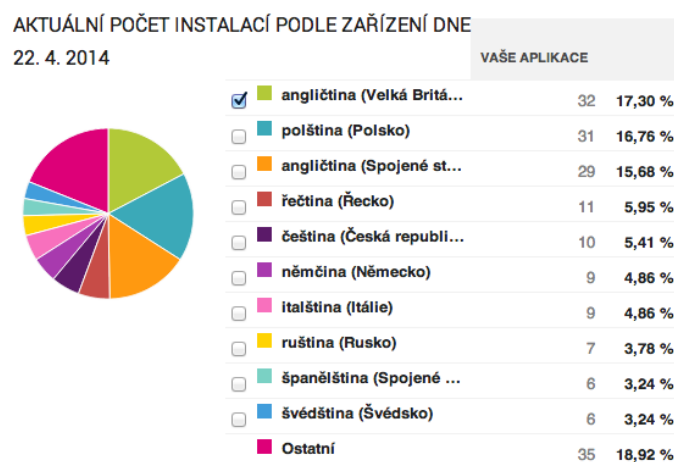 AKTUÁLNÍ POČET INSTALACÍ PODLE ZAŘÍZENÍ DNE
22. 4. 2014
VAŠE APLIKACE
angličtina (Velká Britá… 32 17,30 %
polština (Polsko) 31 16,76 %
angličtina (Spojené st… 29 15,68 %
řečtina (Řecko) 11 5,95 %
čeština (Česká republi… 10 5,41 %
němčina (Německo) 9 4,86 %
italština (Itálie) 9 4,86 %
ruština (Rusko) 7 3,78 %
španělština (Spojené … 6 3,24 %
švédština (Švédsko) 6 3,24 %
Ostatní 35 18,92 %